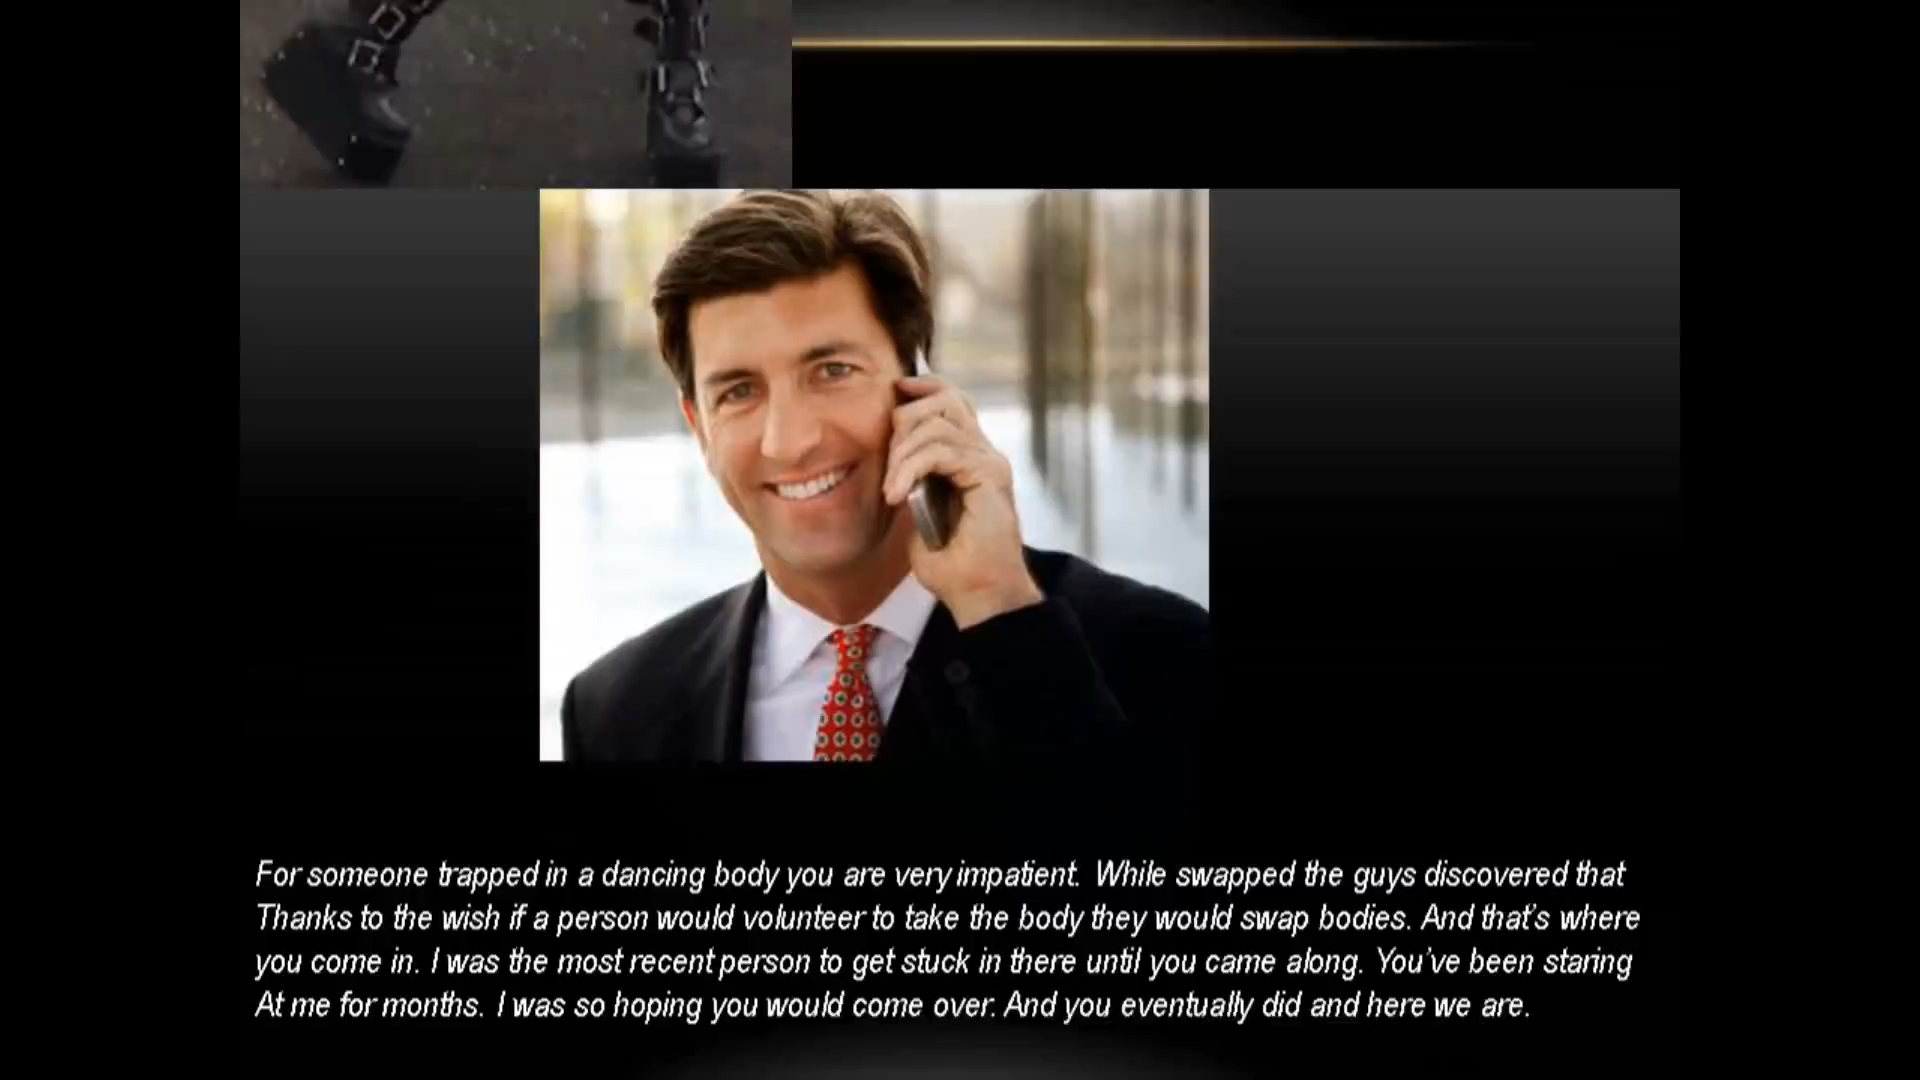 For someone trapped in a dancing body you are very impatient. While swapped the guys discovered that
Thanks to the wish if a person would volunteer to take the body they would swap bodies. And that's where
you come in. I was the most recent person to get stuck in there until you came along. You've been staring
At me for months. I was so hoping you would come over. And you eventually did and here we are.